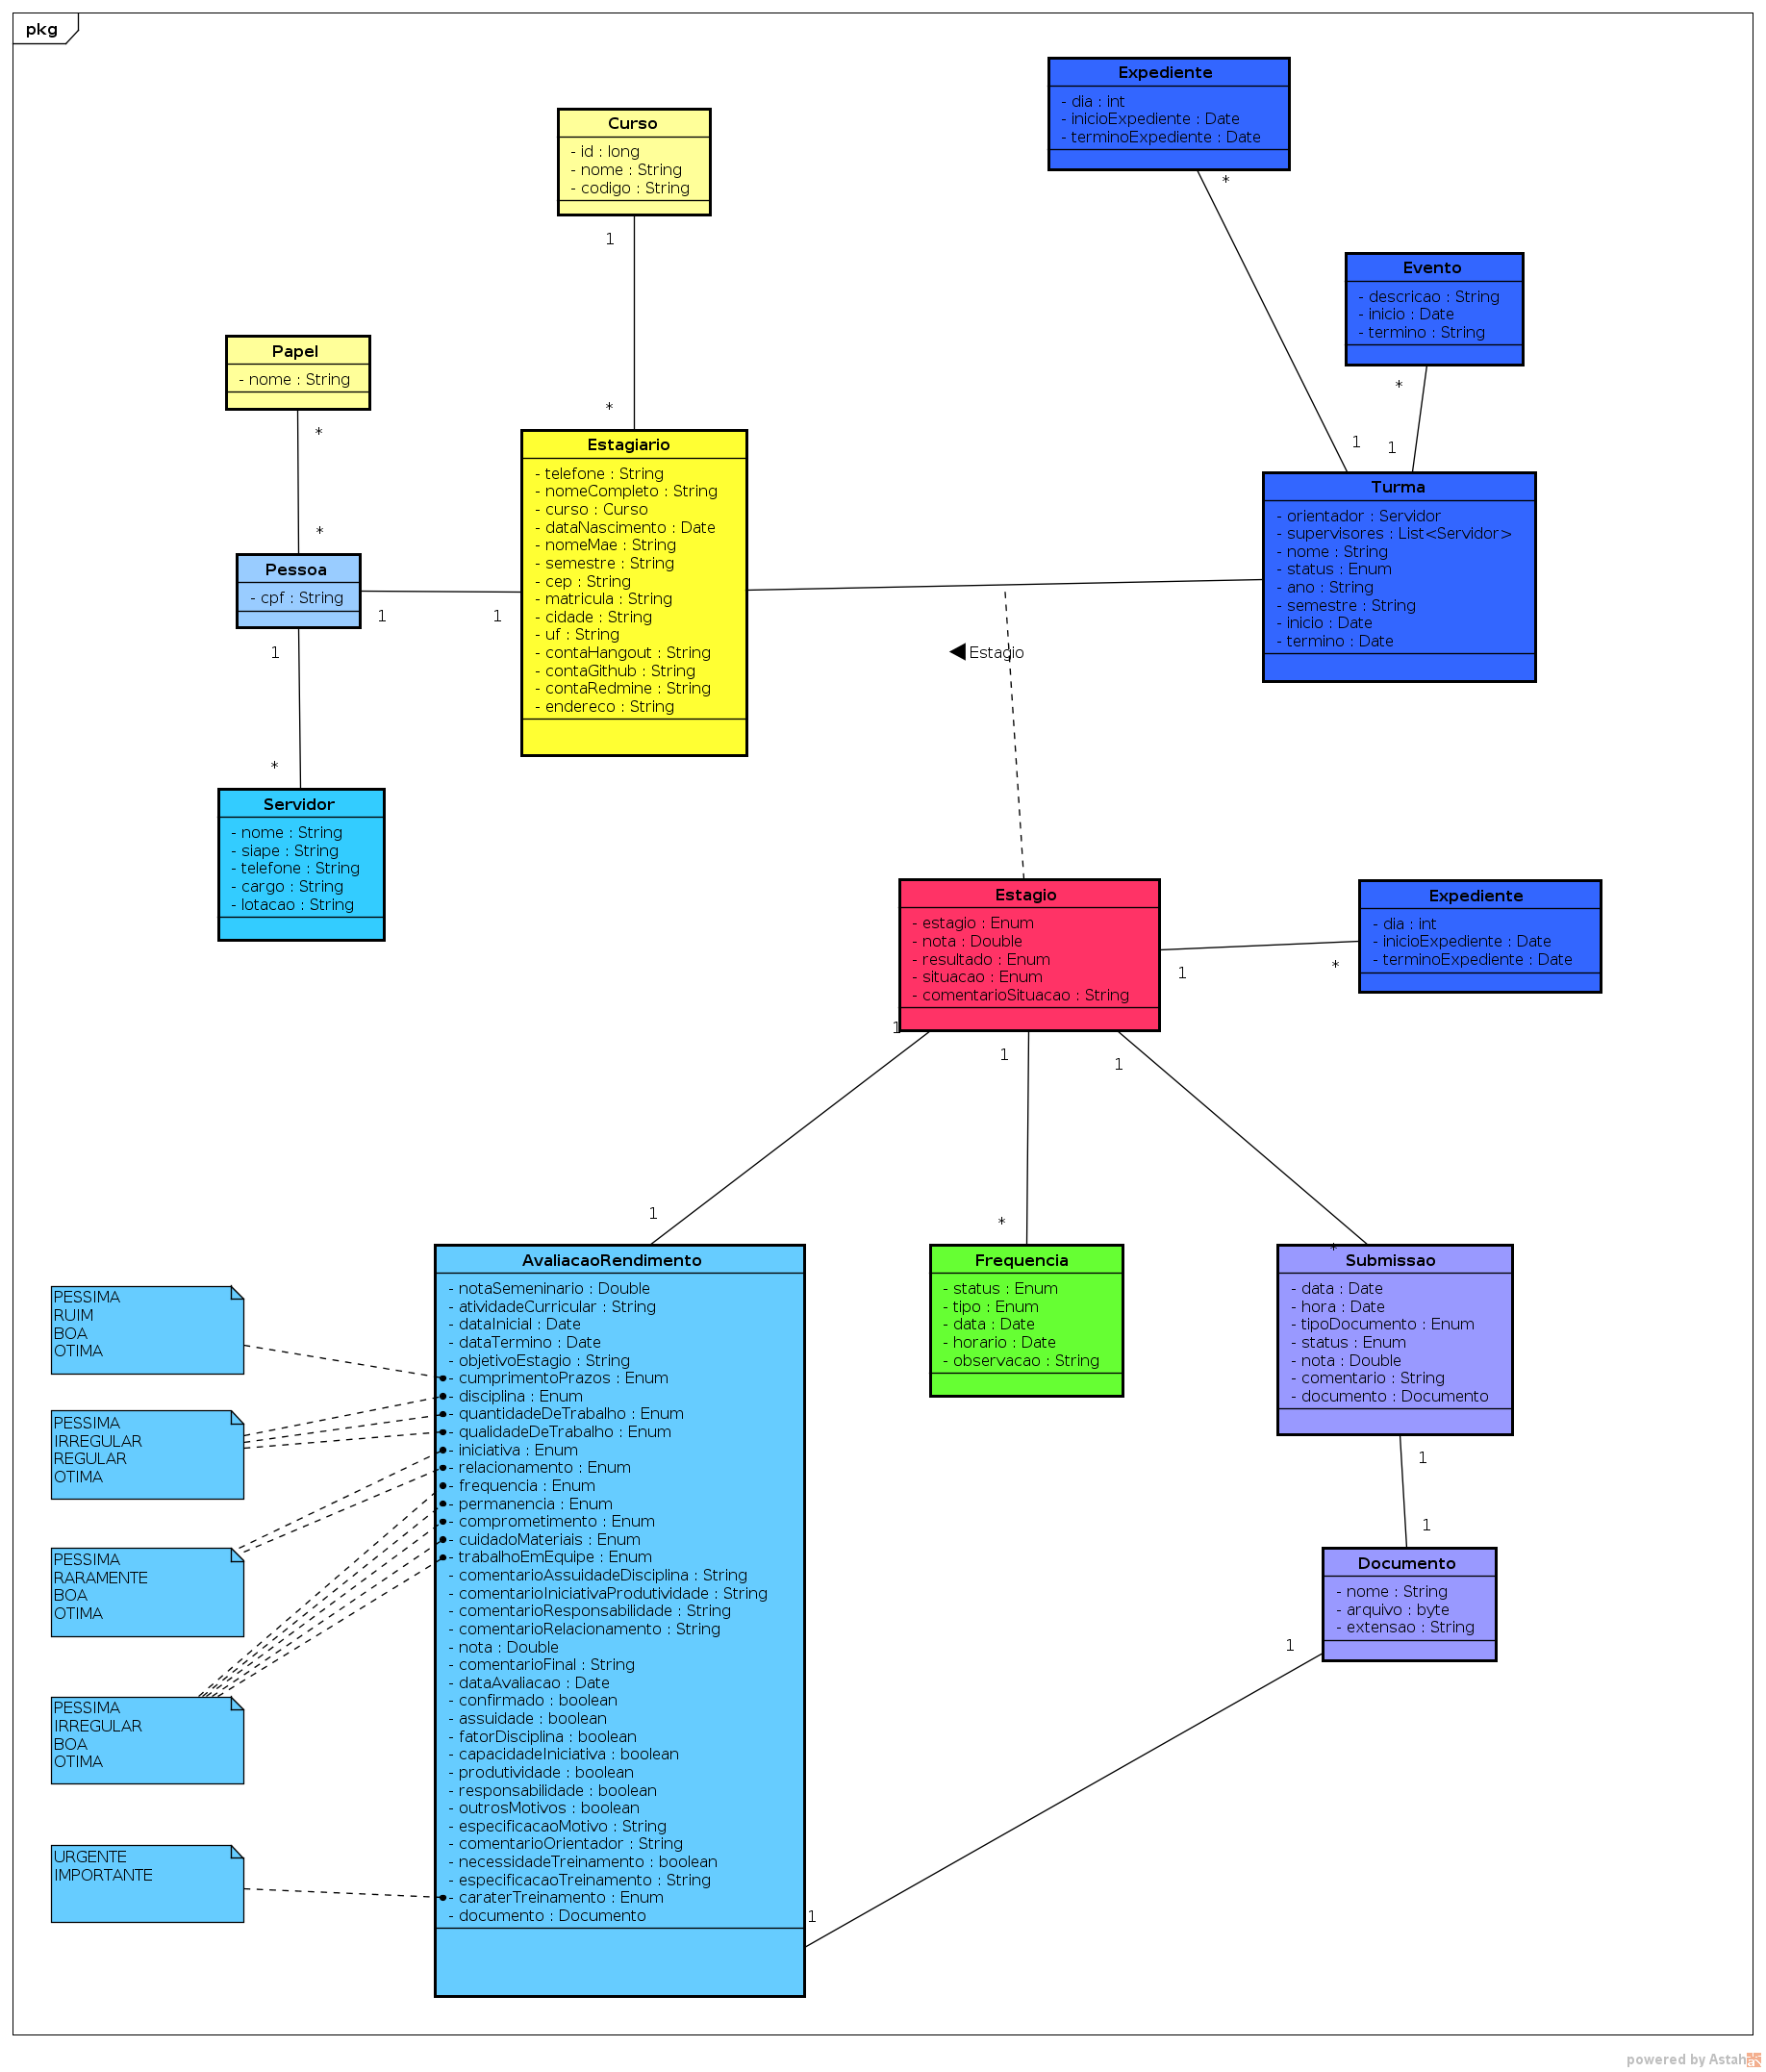 pkg
Expediente
- dia : int
- inicioExpediente : Date
- terminoExpediente : Date
*
1
Curso
- id : long
- nome : String
- codigo : String
1
*
Evento
- descricao : String
- inicio : Date
- termino : String
*
1
Papel
- nome : String
*
*
Estagiario
- telefone : String
- nomeCompleto : String
- curso : Curso
- dataNascimento : Date
- nomeMae : String
- semestre : String
- cep : String
- matricula : String
- cidade : String
- uf : String
- contaHangout : String
- contaGithub : String
- contaRedmine : String
- endereco : String
Turma
- orientador : Servidor
- supervisores : List<Servidor>
- nome : String
- status : Enum
- ano : String
- semestre : String
- inicio : Date
- termino : Date
Pessoa
- cpf : String
1
1
1
*
Estagio
Servidor
- nome : String
- siape : String
- telefone : String
- cargo : String
- lotacao : String
Estagio
- estagio : Enum
- nota : Double
- resultado : Enum
- situacao : Enum
- comentarioSituacao : String
1
*
Expediente
- dia : int
- inicioExpediente : Date
- terminoExpediente : Date
1
1
1
1
*
*
AvaliacaoRendimento
- notaSemeninario : Double
- atividadeCurricular : String
- dataInicial : Date
- dataTermino : Date
- objetivoEstagio : String
- cumprimentoPrazos : Enum
- disciplina : Enum
- quantidadeDeTrabalho : Enum
- qualidadeDeTrabalho : Enum
- iniciativa : Enum
- relacionamento : Enum
- frequencia : Enum
- permanencia : Enum
- comprometimento : Enum
- cuidadoMateriais : Enum
- trabalhoEmEquipe : Enum
- comentarioAssuidadeDisciplina : String
- comentarioIniciativaProdutividade : String
- comentarioResponsabilidade : String
- comentarioRelacionamento : String
- nota : Double
- comentarioFinal : String
- dataAvaliacao : Date
- confirmado : boolean
- assuidade : boolean
- fatorDisciplina : boolean
- capacidadeIniciativa : boolean
- produtividade : boolean
- responsabilidade : boolean
- outrosMotivos : boolean
- especificacaoMotivo : String
- comentarioOrientador : String
- necessidadeTreinamento : boolean
- especificacaoTreinamento : String
- caraterTreinamento : Enum
- documento : Documento
Frequencia
- status : Enum
- tipo : Enum
- data : Date
- horario : Date
- observacao : String
Submissao
- data : Date
- hora : Date
- tipoDocumento : Enum
- status : Enum
- nota : Double
- comentario : String
- documento : Documento
1
1
Documento
- nome : String
- arquivo : byte
- extensao : String
1
1
PESSIMA
RUIM
BOA
OTIMA
PESSIMA
IRREGULAR
REGULAR
OTIMA
PESSIMA
RARAMENTE
BOA
OTIMA
PESSIMA
IRREGULAR
BOA
OTIMA
URGENTE
IMPORTANTE
powered by Astah